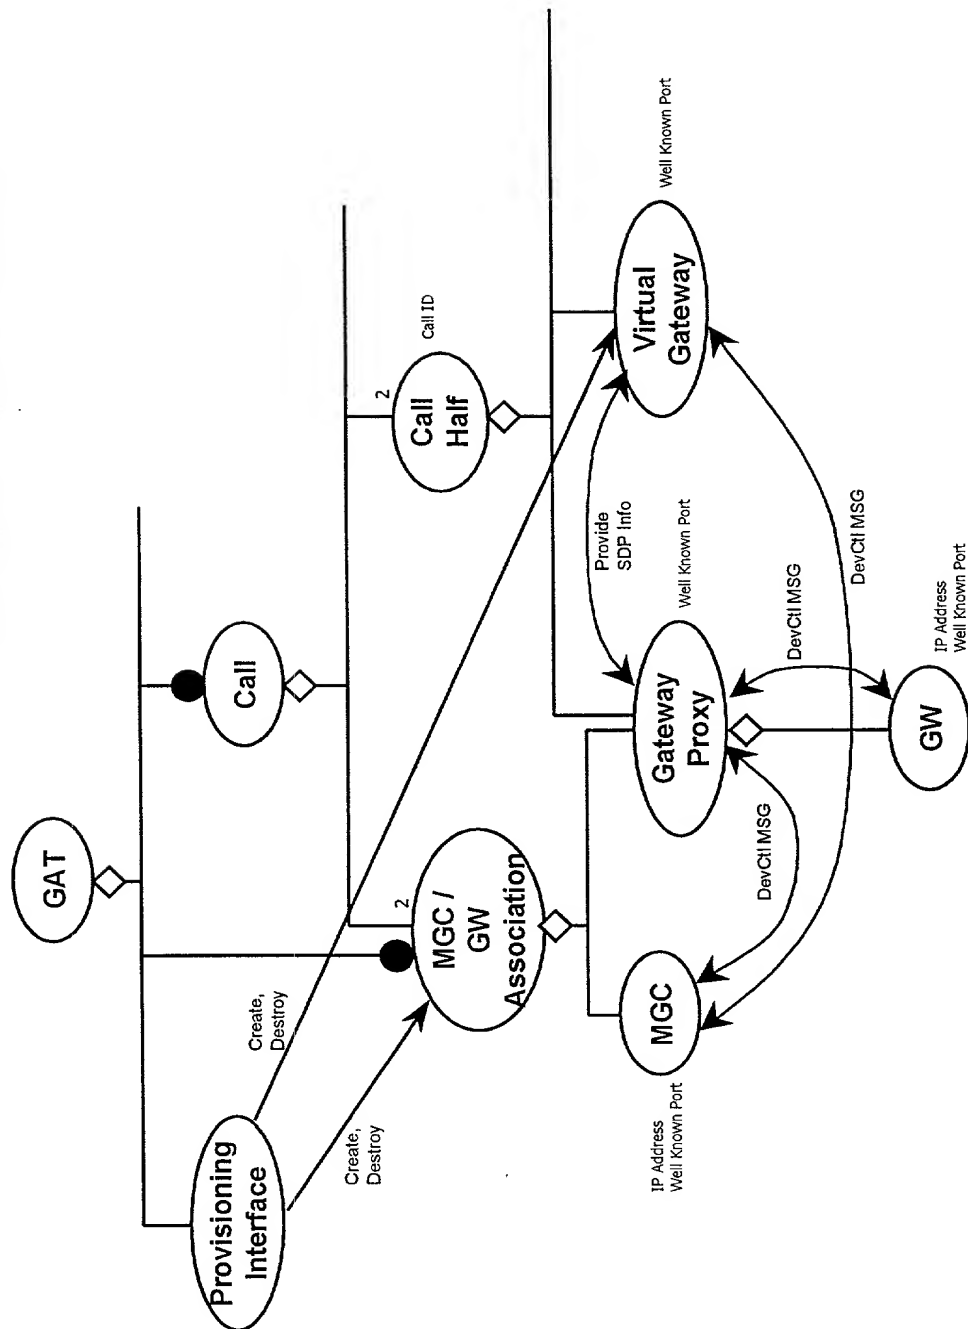 GAT
Provisioning
Interface
Call
Create,
Destroy
Create,
Destroy
MGC /
GW
Association
2
Call
Half
2
Call ID
MGC
IP Address
Well Known Port
Gateway
Proxy
Well Known Port
Provide
SDP Info
Virtual
Gateway
Well Known Port
DevCtl MSG
DevCtl MSG
DevCtl MSG
GW
IP Address
Well Known Port